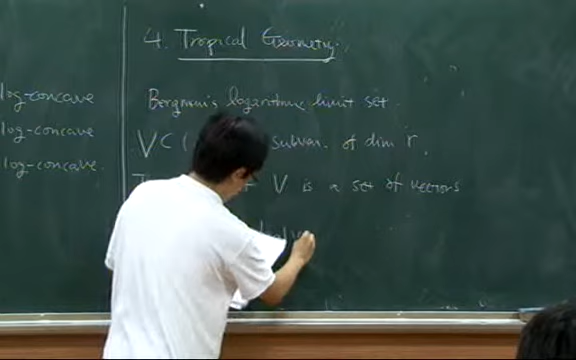 log-concave
log-concave
log-concave
4. Tropical Geometry
Bergman's logarithmic limit set.
V ⊂ ( subvar. of dim r.
V is a set of vectors